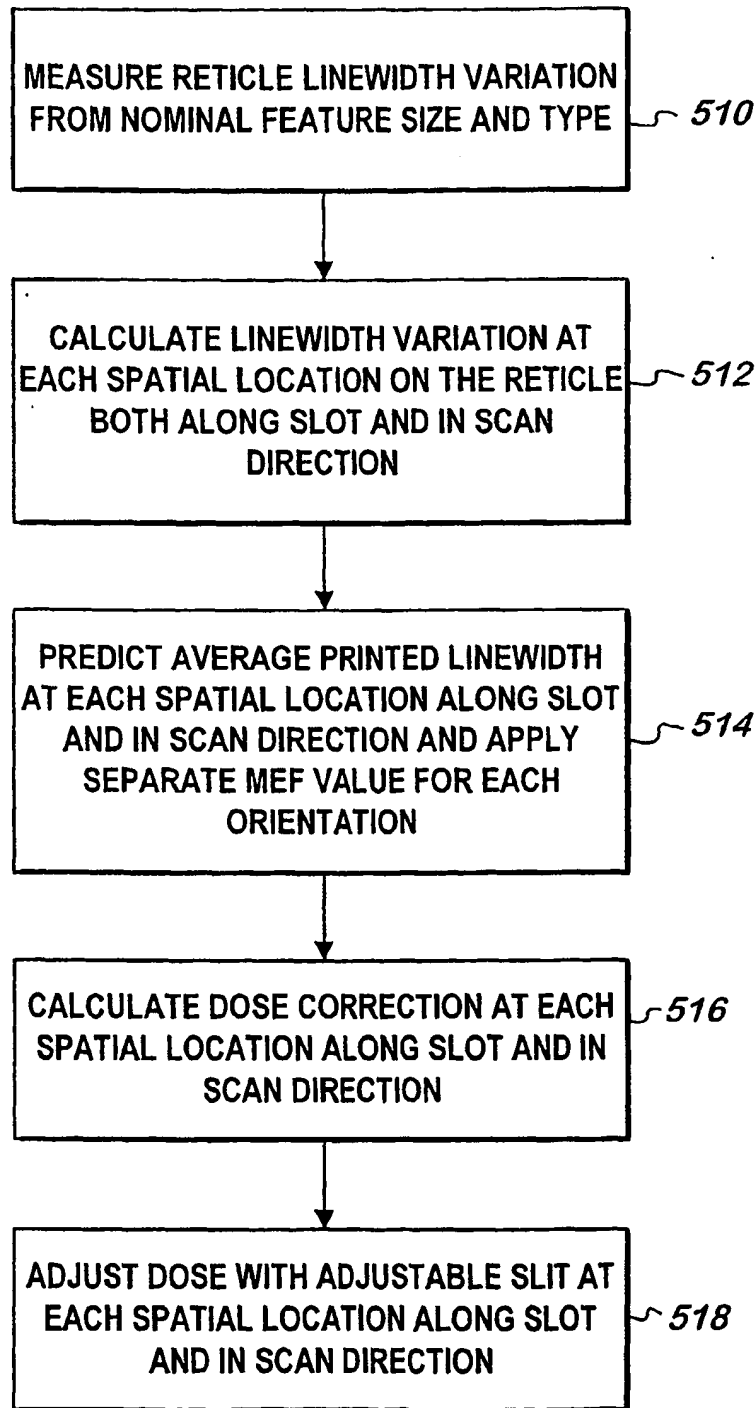 MEASURE RETICLE LINEWIDTH VARIATION
FROM NOMINAL FEATURE SIZE AND TYPE
510
CALCULATE LINEWIDTH VARIATION AT
EACH SPATIAL LOCATION ON THE RETICLE
BOTH ALONG SLOT AND IN SCAN
DIRECTION
512
PREDICT AVERAGE PRINTED LINEWIDTH
AT EACH SPATIAL LOCATION ALONG SLOT
AND IN SCAN DIRECTION AND APPLY
SEPARATE MEF VALUE FOR EACH
ORIENTATION
514
CALCULATE DOSE CORRECTION AT EACH
SPATIAL LOCATION ALONG SLOT AND IN
SCAN DIRECTION
516
ADJUST DOSE WITH ADJUSTABLE SLIT AT
EACH SPATIAL LOCATION ALONG SLOT
AND IN SCAN DIRECTION
518